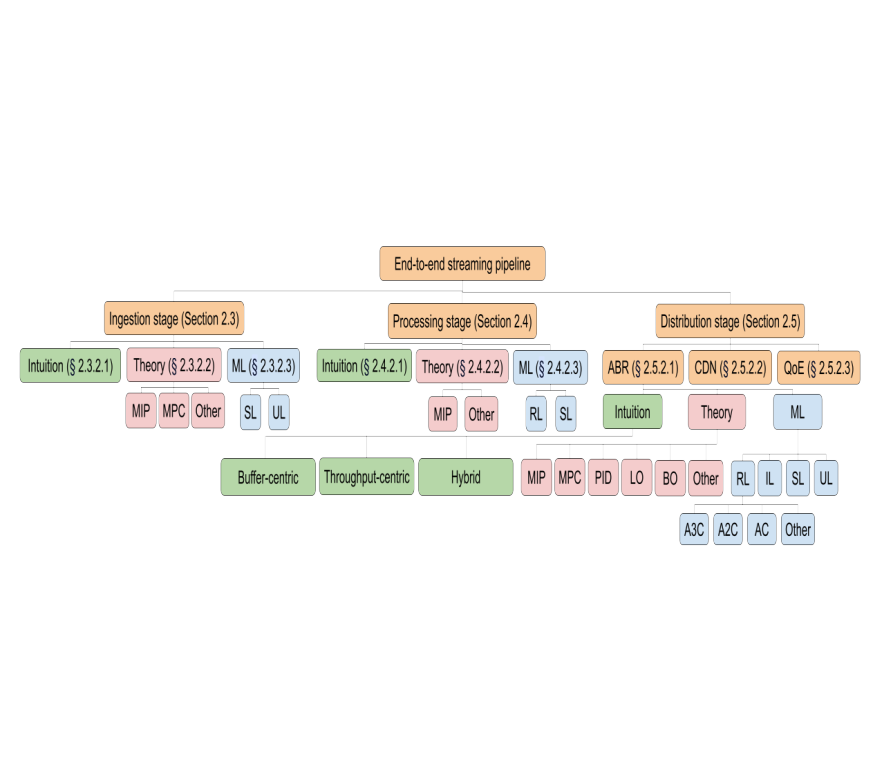 End-to-end streaming pipeline
Ingestion stage (Section 2.3)
Processing stage (Section 2.4)
Distribution stage (Section 2.5)
Intuition (§ 2.3.2.1)
Theory (§ 2.3.2.2)
ML (§ 2.3.2.3)
Intuition (§ 2.4.2.1)
Theory (§ 2.4.2.2)
ML (§ 2.4.2.3)
ABR (§ 2.5.2.1)
CDN (§ 2.5.2.2)
QoE (§ 2.5.2.3)
MIP
MPC
Other
SL
UL
MIP
Other
RL
SL
Intuition
Theory
ML
Buffer-centric
Throughput-centric
Hybrid
MIP
MPC
PID
LO
BO
Other
RL
IL
SL
UL
A3C
A2C
AC
Other